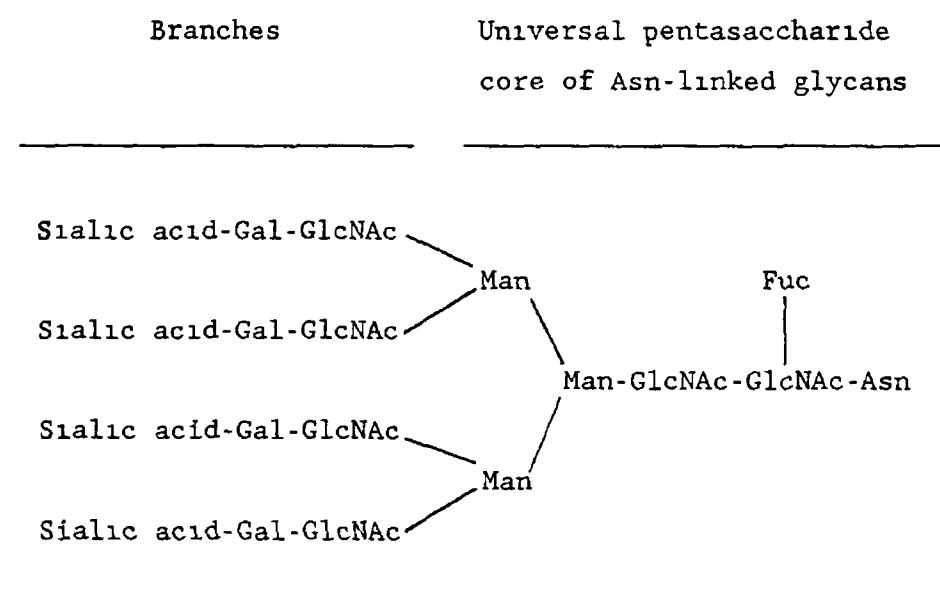 Branches
Universal pentasaccharide
core of Asn-linked glycans
Sialic acid-Gal-GlcNAc
Man
Fuc
Sialic acid-Gal-GlcNAc
Man-GlcNAc-GlcNAc-Asn
Sialic acid-Gal-GlcNAc
Man
Sialic acid-Gal-GlcNAc